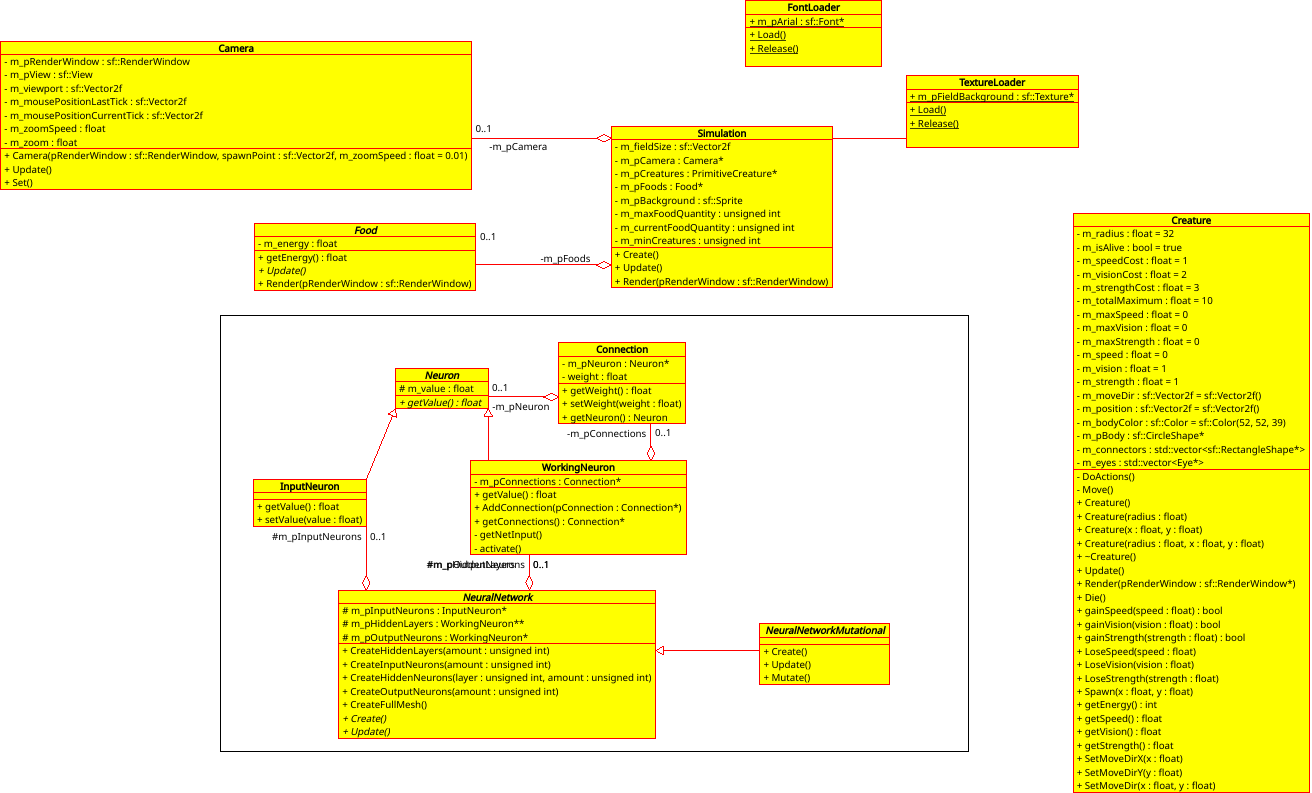 FontLoader
+ m_pArial : sf::Font*
+ Load()
+ Release()
Camera
- m_pRenderWindow : sf::RenderWindow
- m_pView : sf::View
- m_viewport : sf::Vector2f
- m_mousePositionLastTick : sf::Vector2f
- m_mousePositionCurrentTick : sf::Vector2f
- m_zoomSpeed : float
- m_zoom : float
+ Camera(pRenderWindow : sf::RenderWindow, spawnPoint : sf::Vector2f, m_zoomSpeed : float = 0.01)
+ Update()
+ Set()
0..1
-m_pCamera
TextureLoader
+ m_pFieldBackground : sf::Texture*
+ Load()
+ Release()
Simulation
- m_fieldSize : sf::Vector2f
- m_pCamera : Camera*
- m_pCreatures : PrimitiveCreature*
- m_pFoods : Food*
- m_pBackground : sf::Sprite
- m_maxFoodQuantity : unsigned int
- m_currentFoodQuantity : unsigned int
- m_minCreatures : unsigned int
+ Create()
+ Update()
+ Render(pRenderWindow : sf::RenderWindow)
Food
- m_energy : float
+ getEnergy() : float
+ Update()
+ Render(pRenderWindow : sf::RenderWindow)
0..1
-m_pFoods
Creature
- m_radius : float = 32
- m_isAlive : bool = true
- m_speedCost : float = 1
- m_visionCost : float = 2
- m_strengthCost : float = 3
- m_totalMaximum : float = 10
- m_maxSpeed : float = 0
- m_maxVision : float = 0
- m_maxStrength : float = 0
- m_speed : float = 0
- m_vision : float = 1
- m_strength : float = 1
- m_moveDir : sf::Vector2f = sf::Vector2f()
- m_position : sf::Vector2f = sf::Vector2f()
- m_bodyColor : sf::Color = sf::Color(52, 52, 39)
- m_pBody : sf::CircleShape*
- m_connectors : std::vector<sf::RectangleShape*>
- m_eyes : std::vector<Eye*>
- DoActions()
- Move()
+ Creature()
+ Creature(radius : float)
+ Creature(x : float, y : float)
+ Creature(radius : float, x : float, y : float)
+ ~Creature()
+ Update()
+ Render(pRenderWindow : sf::RenderWindow*)
+ Die()
+ gainSpeed(speed : float) : bool
+ gainVision(vision : float) : bool
+ gainStrength(strength : float) : bool
+ LoseSpeed(speed : float)
+ LoseVision(vision : float)
+ LoseStrength(strength : float)
+ Spawn(x : float, y : float)
+ getEnergy() : int
+ getSpeed() : float
+ getVision() : float
+ getStrength() : float
+ SetMoveDirX(x : float)
+ SetMoveDirY(y : float)
+ SetMoveDir(x : float, y : float)
Connection
- m_pNeuron : Neuron*
- weight : float
+ getWeight() : float
+ setWeight(weight : float)
+ getNeuron() : Neuron
Neuron
# m_value : float
+ getValue() : float
0..1
-m_pNeuron
-m_pConnections
0..1
WorkingNeuron
- m_pConnections : Connection*
+ getValue() : float
+ AddConnection(pConnection : Connection*)
+ getConnections() : Connection*
- getNetInput()
- activate()
InputNeuron
+ getValue() : float
+ setValue(value : float)
#m_pInputNeurons
0..1
0..1
NeuralNetwork
# m_pInputNeurons : InputNeuron*
# m_pHiddenLayers : WorkingNeuron**
# m_pOutputNeurons : WorkingNeuron*
+ CreateHiddenLayers(amount : unsigned int)
+ CreateInputNeurons(amount : unsigned int)
+ CreateHiddenNeurons(layer : unsigned int, amount : unsigned int)
+ CreateOutputNeurons(amount : unsigned int)
+ CreateFullMesh()
+ Create()
+ Update()
NeuralNetworkMutational
+ Create()
+ Update()
+ Mutate()